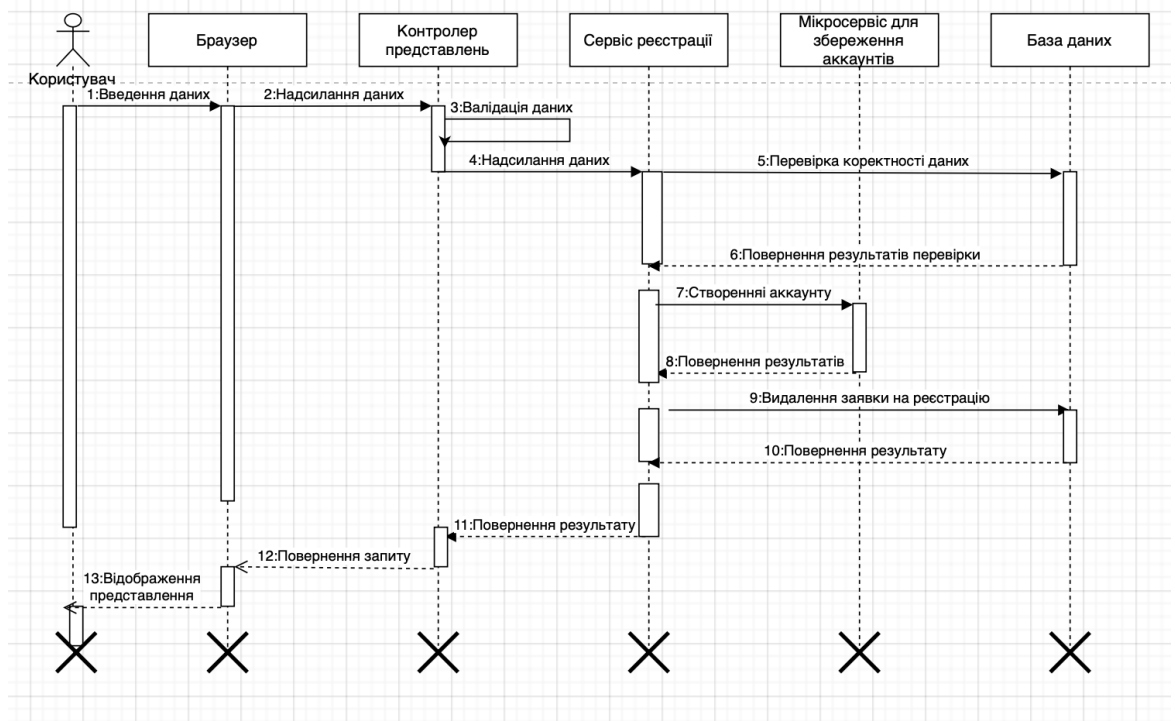 Користувач
Браузер
Контролер
представлень
Сервіс реєстрації
Мікросервіс для
збереження
аккаунтів
База даних
1:Введення даних
2:Надсилання даних
3:Валідація даних
4:Надсилання даних
5:Перевірка коректності даних
6:Повернення результатів перевірки
7:Створенняі аккаунту
8:Повернення результатів
9:Видалення заявки на реєстрацію
10:Повернення результату
11:Повернення результату
12:Повернення запиту
13:Відображення
представлення